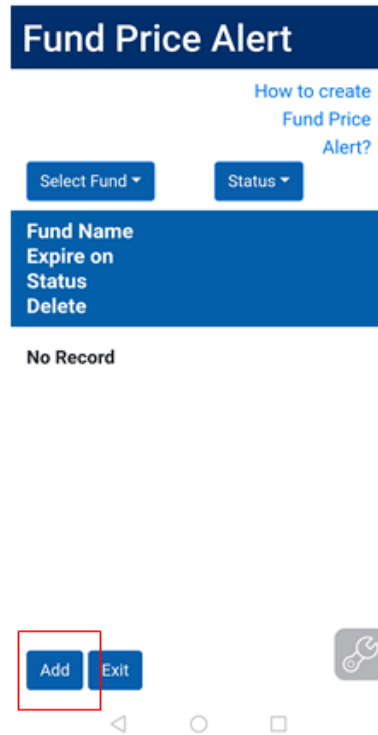 Fund Price Alert
How to create
Fund Price
Alert?
Select Fund Status
Fund Name
Expire on
Status
Delete
No Record
Add Exit